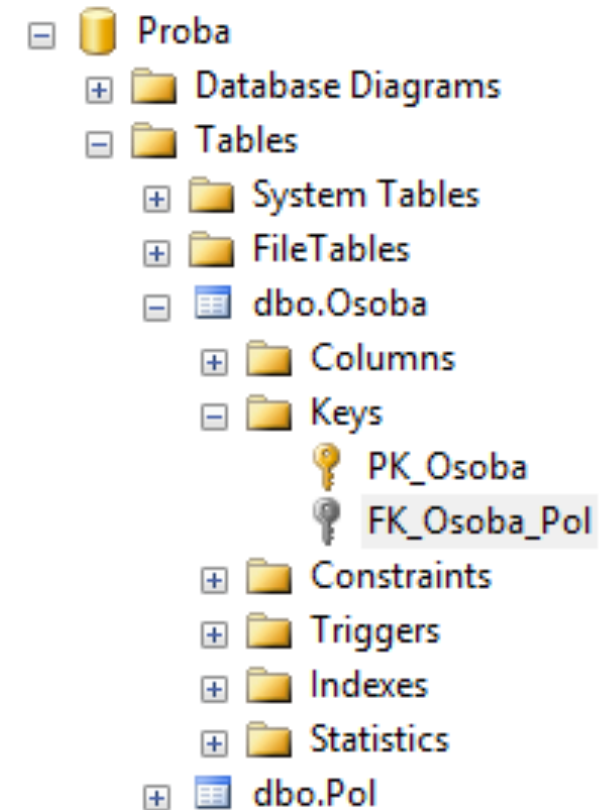 Proba
Database Diagrams
Tables
System Tables
FileTables
dbo.Osoba
Columns
Keys
PK_Osoba
FK_Osoba_Pol
Constraints
Triggers
Indexes
Statistics
dbo.Pol